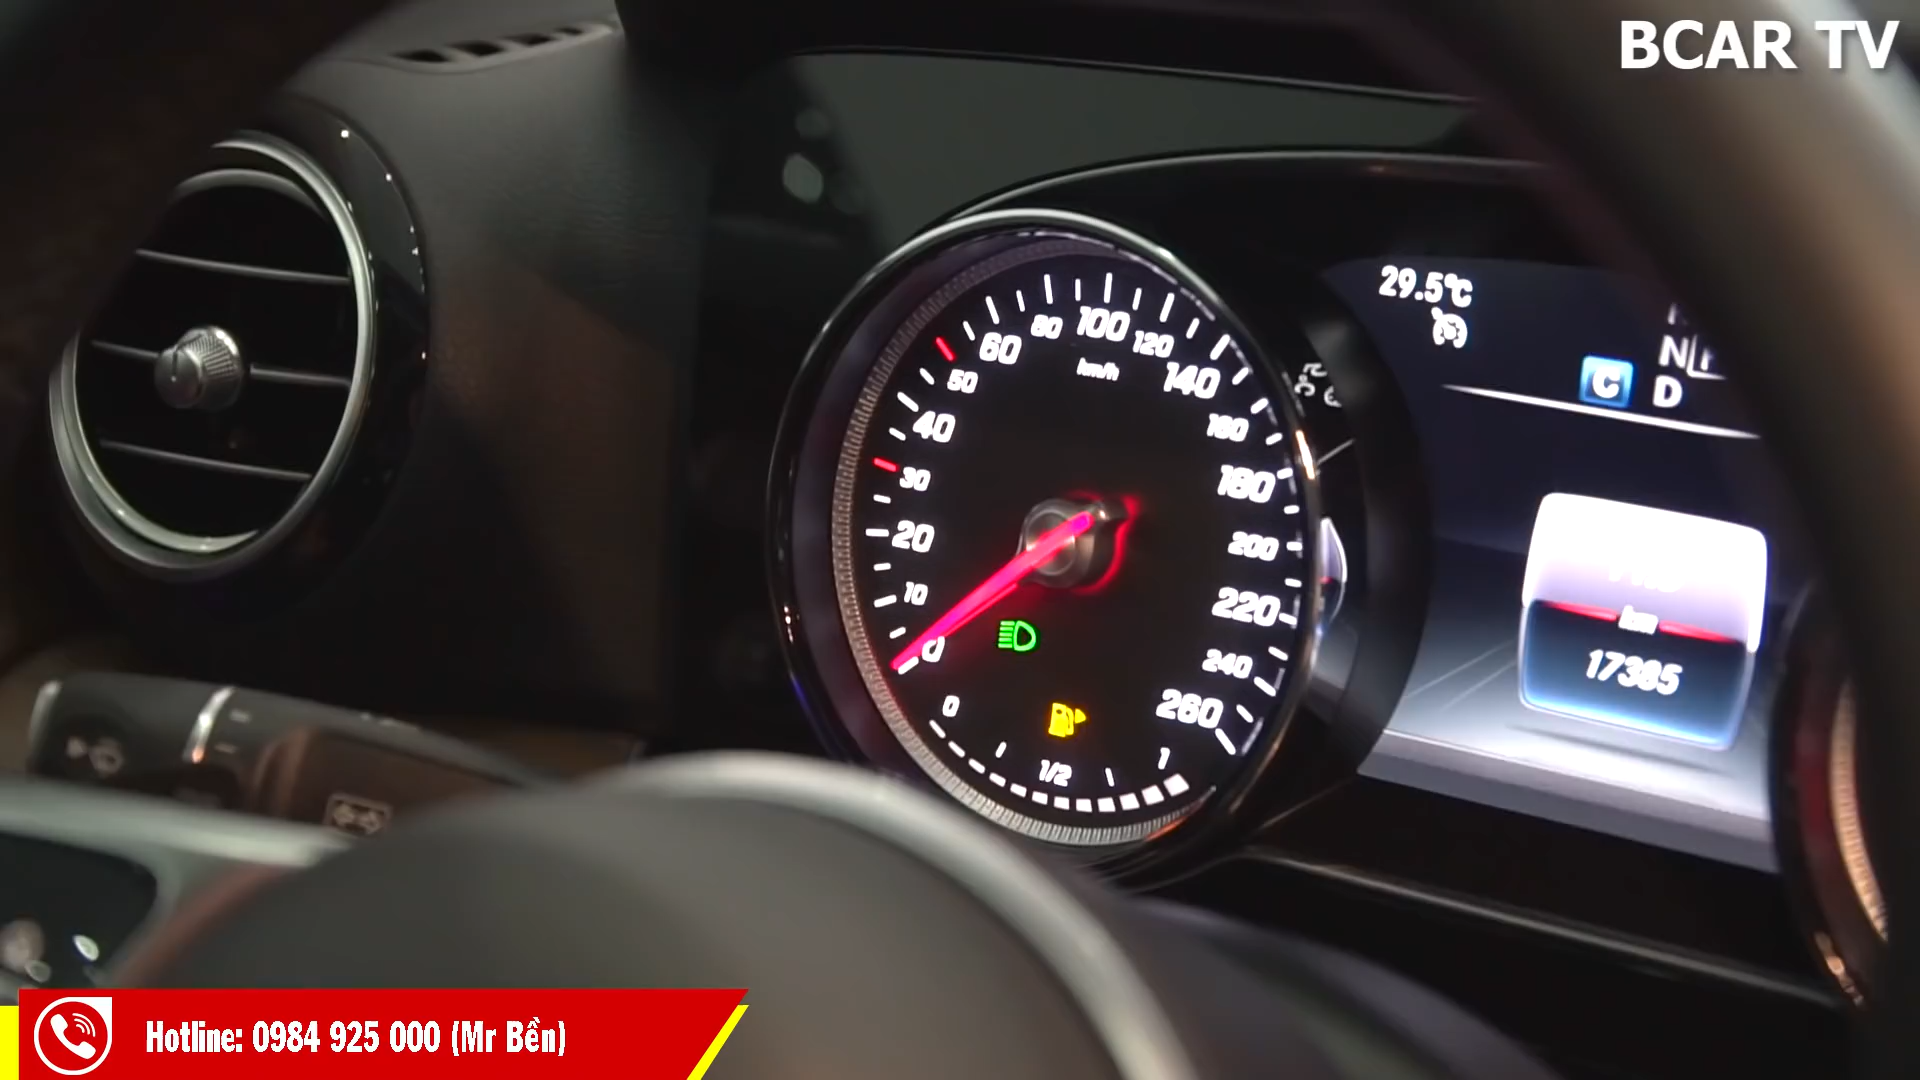 BCAR TV
29.5°C
N
C D
km
17385
60 80 100 120
km/h
50 140
40 160
30 180
20 200
10 220
0 240
260
0 1/2 1
Hotline: 0984 925 000 (Mr Bền)